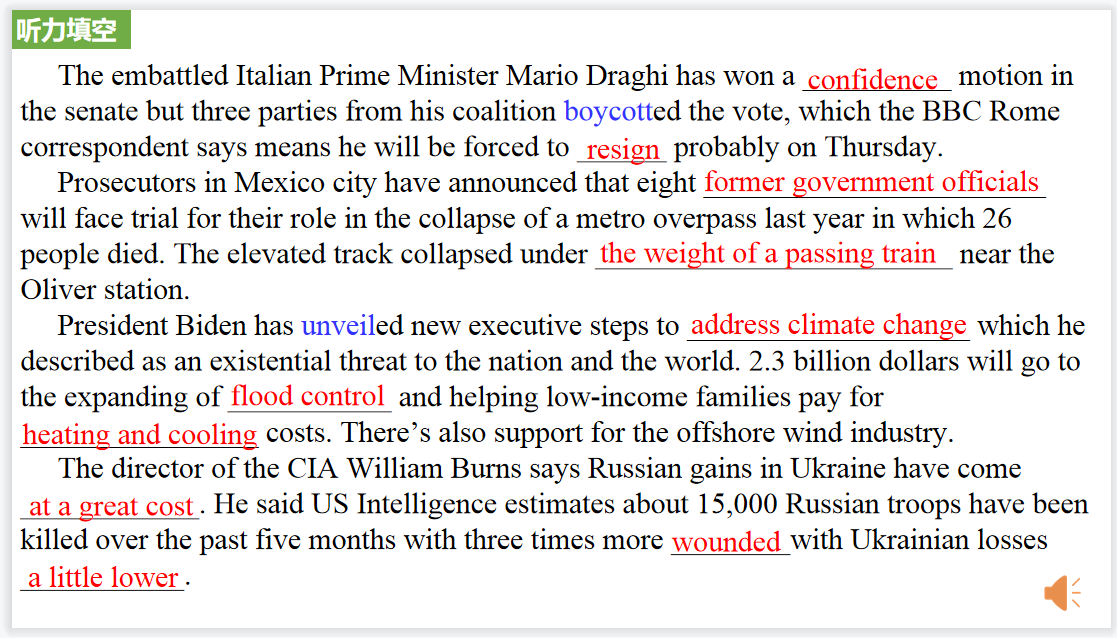 听力填空
The embattled Italian Prime Minister Mario Draghi has won a confidence motion in
the senate but three parties from his coalition boycotted the vote, which the BBC Rome
correspondent says means he will be forced to resign probably on Thursday.
Prosecutors in Mexico city have announced that eight former government officials
will face trial for their role in the collapse of a metro overpass last year in which 26
people died. The elevated track collapsed under the weight of a passing train near the
Oliver station.
President Biden has unveiled new executive steps to address climate change which he
described as an existential threat to the nation and the world. 2.3 billion dollars will go to
the expanding of flood control and helping low-income families pay for
heating and cooling costs. There’s also support for the offshore wind industry.
The director of the CIA William Burns says Russian gains in Ukraine have come
at a great cost. He said US Intelligence estimates about 15,000 Russian troops have been
killed over the past five months with three times more wounded with Ukrainian losses
a little lower.